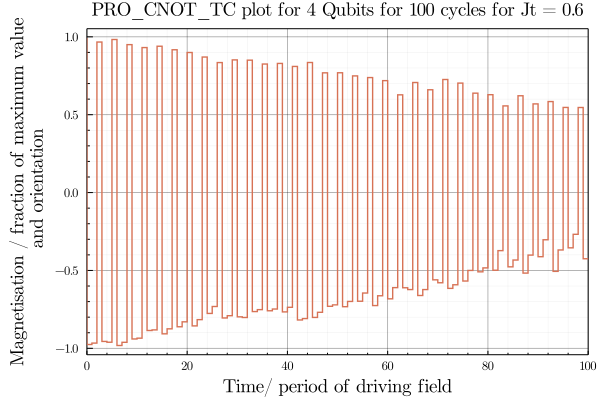 PRO_CNOT_TC plot for 4 Qubits for 100 cycles for Jt = 0.6
Magnetisation / fraction of maximum value
and orientation
1.0
0.5
0.0
−0.5
−1.0
0 20 40 60 80 100
Time/ period of driving field